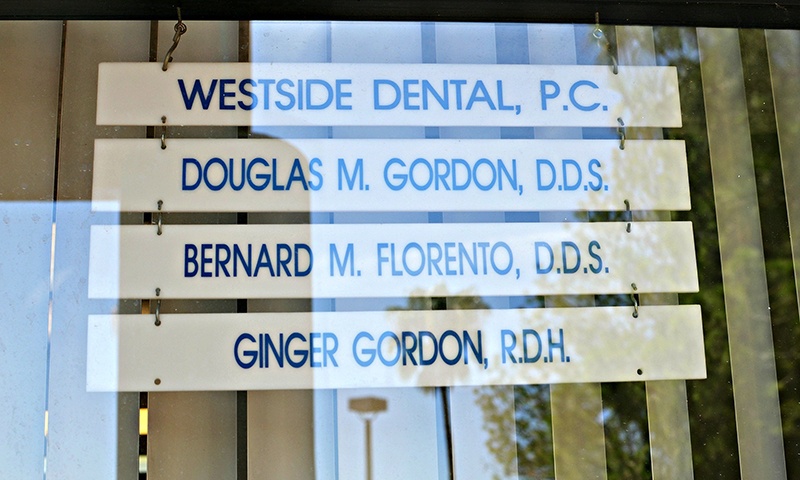 WESTSIDE DENTAL, P.C.
DOUGLAS M. GORDON, D.D.S.
BERNARD M. FLORENTO, D.D.S.
GINGER GORDON, R.D.H.